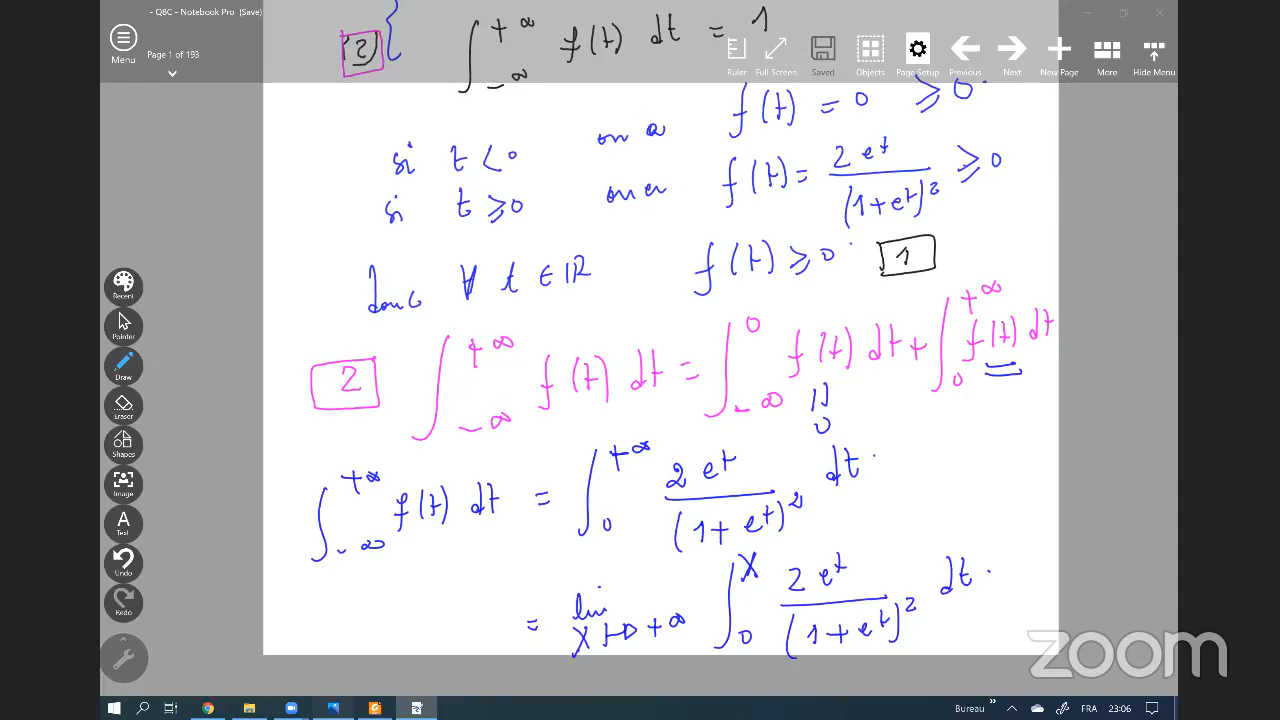 - QBC - Notebook Pro (Save)
Menu
Page 1 of 193
Ruler Full Screen Saved Objects Page Setup Previous Next New Page More Hide Menu
(2) { ∫_{-∞}^{+∞} f(t) dt = 1
si t < 0 on a f(t) = 0 ≥ 0.
si t ≥ 0 on a f(t) = 2e^t / (1+e^t)^2 ≥ 0
donc ∀ t ∈ ℝ f(t) ≥ 0. 1
2 ∫_{-∞}^{+∞} f(t) dt = ∫_{-∞}^{0} f(t) dt + ∫_{0}^{+∞} f(t) dt
||
0
∫_{-∞}^{+∞} f(t) dt = ∫_{0}^{+∞} 2e^t / (1+e^t)^2 dt.
= lim_{X→+∞} ∫_{0}^{X} 2e^t / (1+e^t)^2 dt.
Recent
Pointer
Draw
Eraser
Shapes
Image
Text
Undo
Redo
zoom
Bureau » FRA 23:06